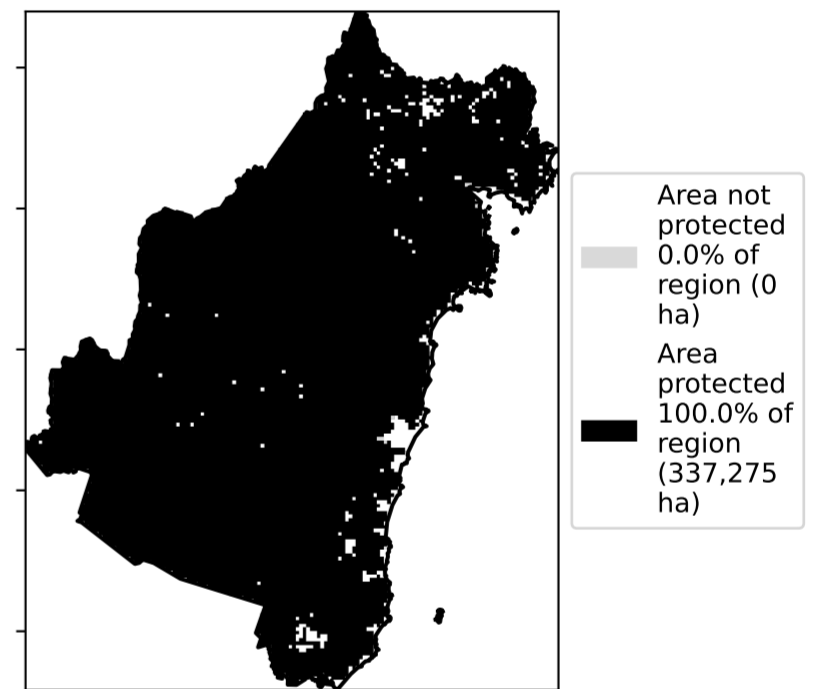 Area not
protected
0.0% of
region (0
ha)
Area
protected
100.0% of
region
(337,275
ha)